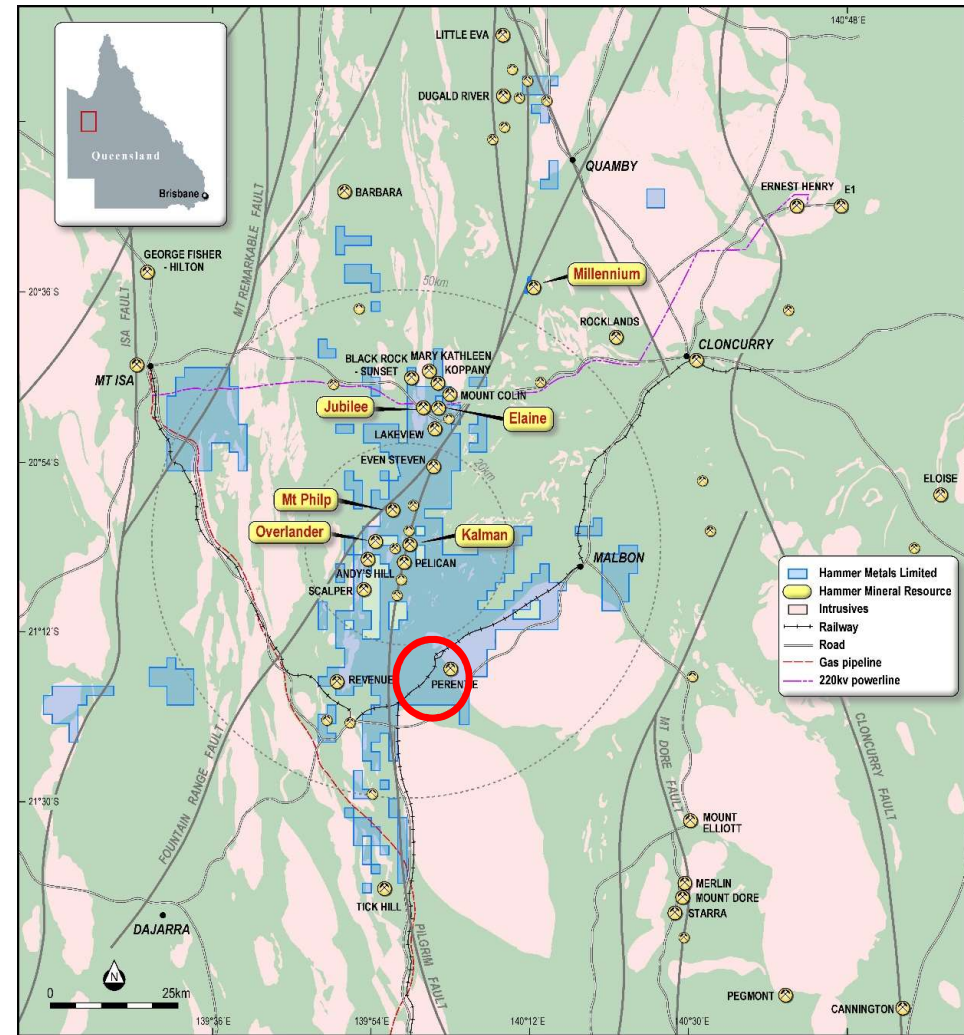 140°48'E
LITTLE EVA
DUGALD RIVER
Queensland
Brisbane
QUAMBY
BARBARA
ERNEST HENRY
E1
GEORGE FISHER
- HILTON
MT REMARKABLE FAULT
Millennium
50km
20°36'S
ISA FAULT
ROCKLANDS
CLONCURRY
MT ISA
BLACK ROCK
- SUNSET
MARY KATHLEEN
KOPPANY
MOUNT COLIN
Jubilee
Elaine
LAKEVIEW
20°54'S
EVEN STEVEN
20km
ELOISE
Mt Philp
Overlander
Kalman
MALBON
ANDY'S HILL
PELICAN
SCALPER
Hammer Metals Limited
Hammer Mineral Resource
Intrusives
Railway
Road
Gas pipeline
220kv powerline
21°12'S
REVENUE
PERENTIE
FOUNTAIN RANGE FAULT
MT DORE FAULT
CLONCURRY FAULT
21°30'S
MOUNT
ELLIOTT
MERLIN
MOUNT DORE
STARRA
TICK HILL
DAJARRA
PILGRIM FAULT
N
0
25km
PEGMONT
CANNINGTON
139°36'E
139°54'E
140°12'E
140°30'E